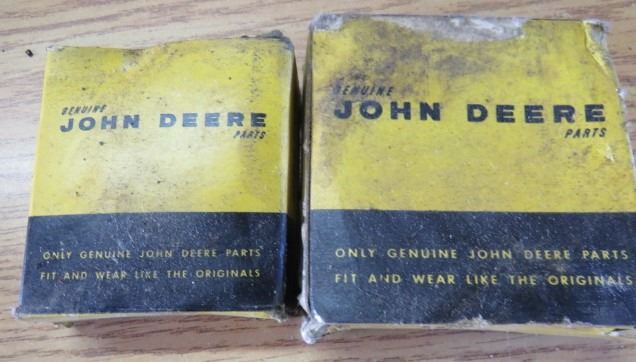 GENUINE
JOHN DEERE
PARTS
ONLY GENUINE JOHN DEERE PARTS
FIT AND WEAR LIKE THE ORIGINALS
GENUINE
JOHN DEERE
PARTS
ONLY GENUINE JOHN DEERE PARTS
FIT AND WEAR LIKE THE ORIGINALS